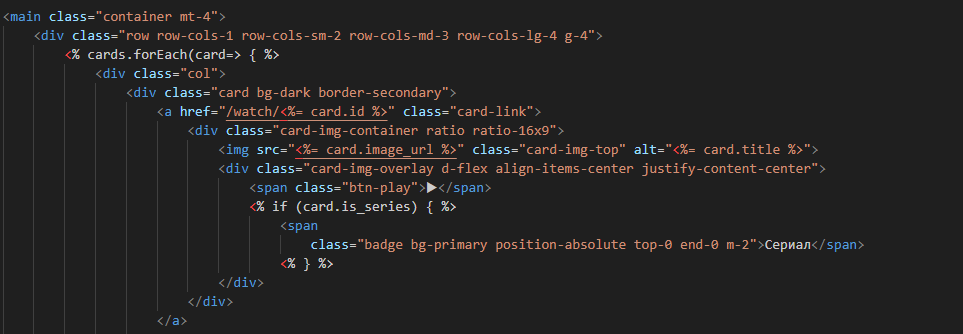 <main class="container mt-4">
<div class="row row-cols-1 row-cols-sm-2 row-cols-md-3 row-cols-lg-4 g-4">
<% cards.forEach(card=> { %>
<div class="col">
<div class="card bg-dark border-secondary">
<a href="/watch/<%= card.id %>" class="card-link">
<div class="card-img-container ratio ratio-16x9">
<img src="<%= card.image_url %>" class="card-img-top" alt="<%= card.title %>">
<div class="card-img-overlay d-flex align-items-center justify-content-center">
<span class="btn-play">▶</span>
<% if (card.is_series) { %>
<span
class="badge bg-primary position-absolute top-0 end-0 m-2">Сериал</span>
<% } %>
</div>
</div>
</a>